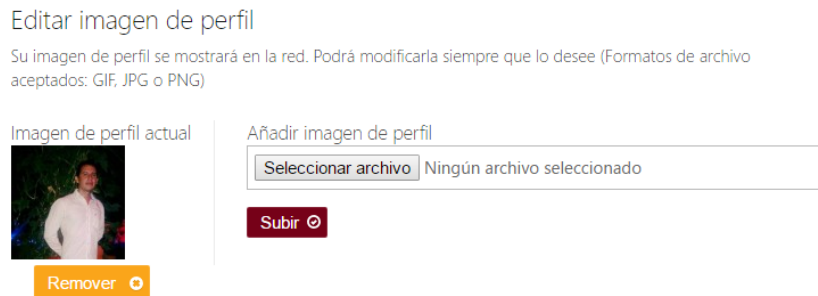 Editar imagen de perfil
Su imagen de perfil se mostrará en la red. Podrá modificarla siempre que lo desee (Formatos de archivo
aceptados: GIF, JPG o PNG)
Imagen de perfil actual
Añadir imagen de perfil
Seleccionar archivo Ningún archivo seleccionado
Subir
Remover